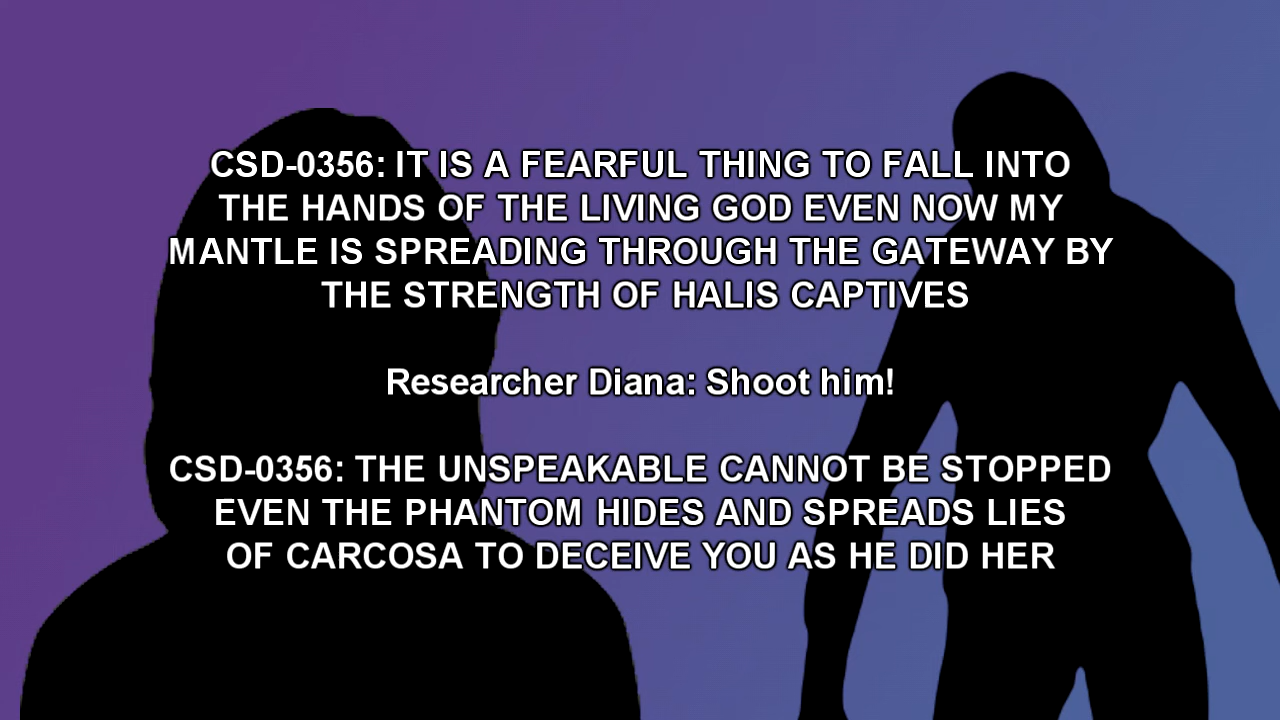 CSD-0356: IT IS A FEARFUL THING TO FALL INTO
THE HANDS OF THE LIVING GOD EVEN NOW MY
MANTLE IS SPREADING THROUGH THE GATEWAY BY
THE STRENGTH OF HALIS CAPTIVES
Researcher Diana: Shoot him!
CSD-0356: THE UNSPEAKABLE CANNOT BE STOPPED
EVEN THE PHANTOM HIDES AND SPREADS LIES
OF CARCOSA TO DECEIVE YOU AS HE DID HER